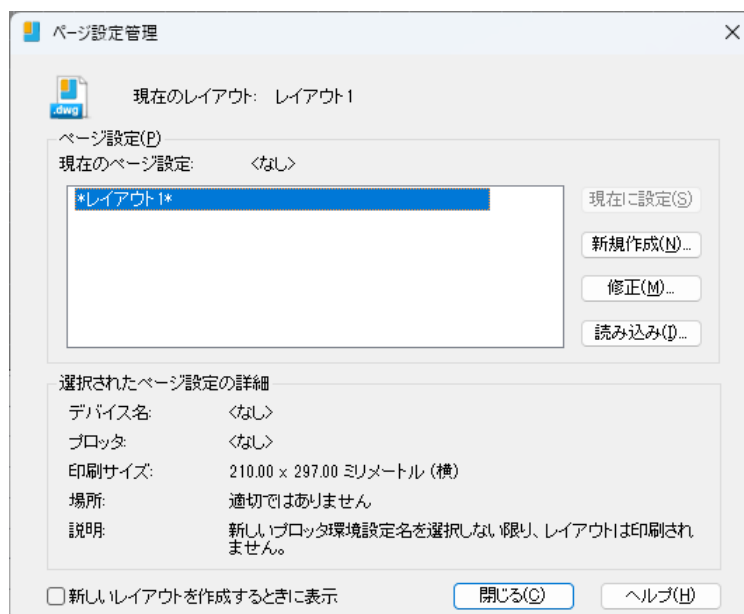 ページ設定管理
.dwg
現在のレイアウト: レイアウト1
ページ設定(P)
現在のページ設定: <なし>
*レイアウト1*
現在に設定(S)
新規作成(N)...
修正(M)...
読み込み(I)...
選択されたページ設定の詳細
デバイス名: <なし>
プロッタ: <なし>
印刷サイズ: 210.00 x 297.00 ミリメートル (横)
場所: 適切ではありません
説明: 新しいプロッタ環境設定名を選択しない限り、レイアウトは印刷され
ません。
新しいレイアウトを作成するときに表示
閉じる(C)
ヘルプ(H)